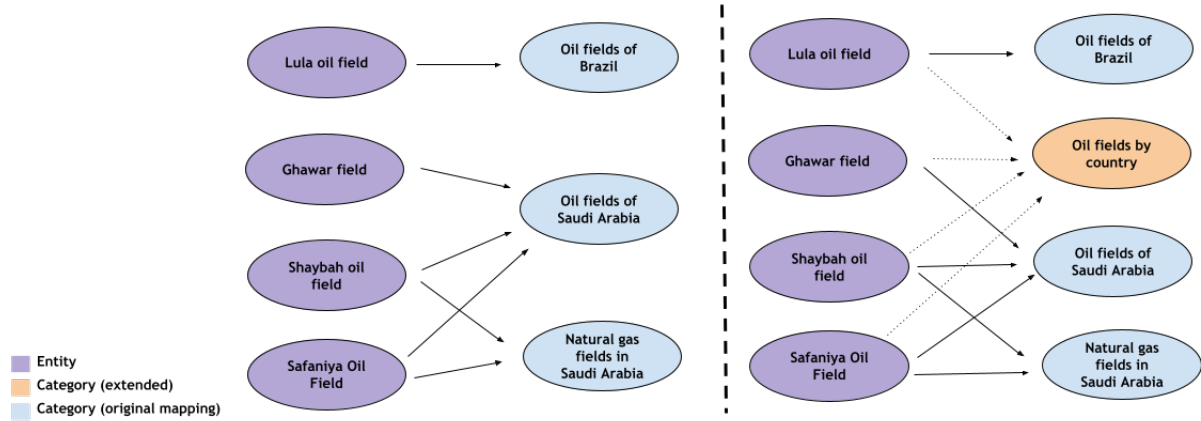 Lula oil field
Oil fields of
Brazil
Ghawar field
Oil fields of
Saudi Arabia
Shaybah oil
field
Safaniya Oil
Field
Natural gas
fields in
Saudi Arabia
Entity
Category (extended)
Category (original mapping)
Lula oil field
Oil fields of
Brazil
Ghawar field
Oil fields by
country
Shaybah oil
field
Oil fields of
Saudi Arabia
Safaniya Oil
Field
Natural gas
fields in
Saudi Arabia